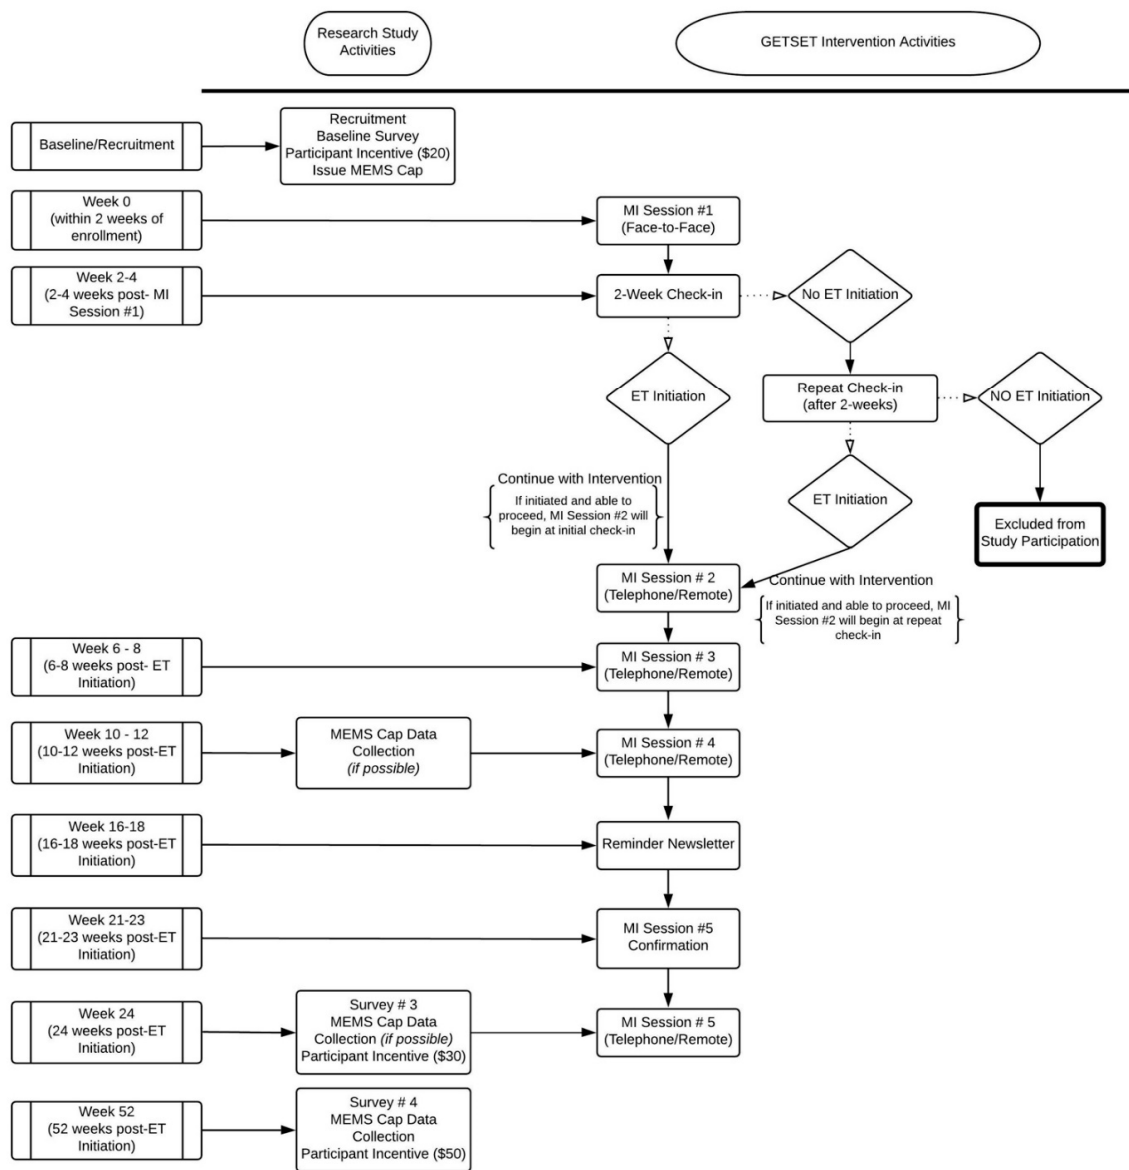 Research Study
Activities
GETSET Intervention Activities
Baseline/Recruitment
Recruitment
Baseline Survey
Participant Incentive ($20)
Issue MEMS Cap
Week 0
(within 2 weeks of
enrollment)
MI Session #1
(Face-to-Face)
Week 2-4
(2-4 weeks post- MI
Session #1)
2-Week Check-in
No ET Initiation
ET Initiation
Repeat Check-in
(after 2-weeks)
NO ET Initiation
Continue with Intervention
If initiated and able to
proceed, MI Session #2 will
begin at initial check-in
ET Initiation
Excluded from
Study Participation
MI Session # 2
(Telephone/Remote)
Continue with Intervention
If initiated and able to proceed, MI
Session #2 will begin at repeat
check-in
Week 6 - 8
(6-8 weeks post- ET
Initiation)
MI Session # 3
(Telephone/Remote)
Week 10 - 12
(10-12 weeks post-ET
Initiation)
MEMS Cap Data
Collection
(if possible)
MI Session # 4
(Telephone/Remote)
Week 16-18
(16-18 weeks post-ET
Initiation)
Reminder Newsletter
Week 21-23
(21-23 weeks post-ET
Initiation)
MI Session #5
Confirmation
Week 24
(24 weeks post-ET
Initiation)
Survey # 3
MEMS Cap Data
Collection (if possible)
Participant Incentive ($30)
MI Session # 5
(Telephone/Remote)
Week 52
(52 weeks post-ET
Initiation)
Survey # 4
MEMS Cap Data
Collection
Participant Incentive ($50)